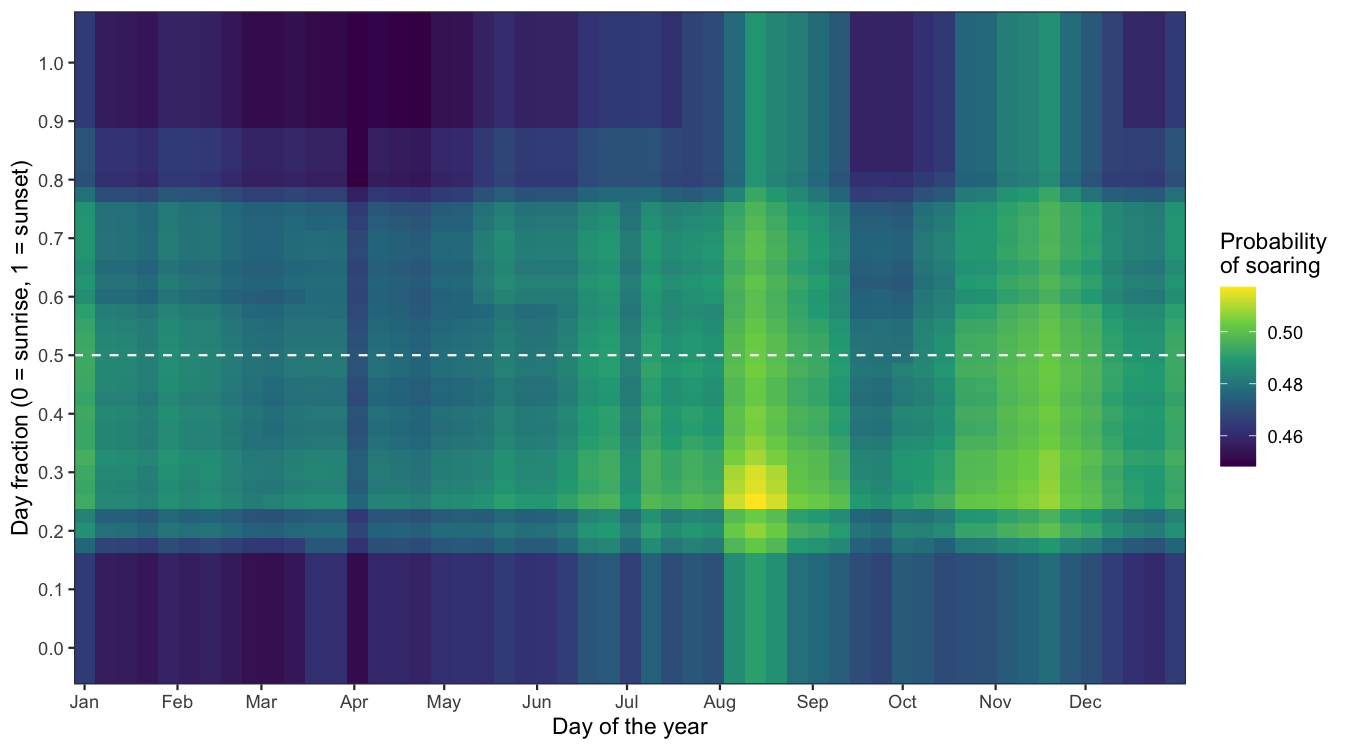 1.0
0.9
0.8
0.7
0.6
0.5
0.4
0.3
0.2
0.1
0.0
Day fraction (0 = sunrise, 1 = sunset)
Jan Feb Mar Apr May Jun Jul Aug Sep Oct Nov Dec
Day of the year
Probability
of soaring
0.50
0.48
0.46